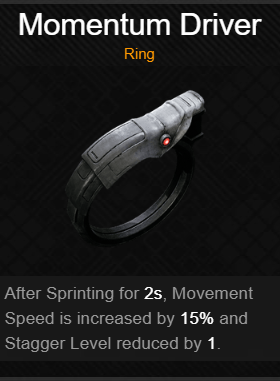 Momentum Driver
Ring
After Sprinting for 2s, Movement
Speed is increased by 15% and
Stagger Level reduced by 1.